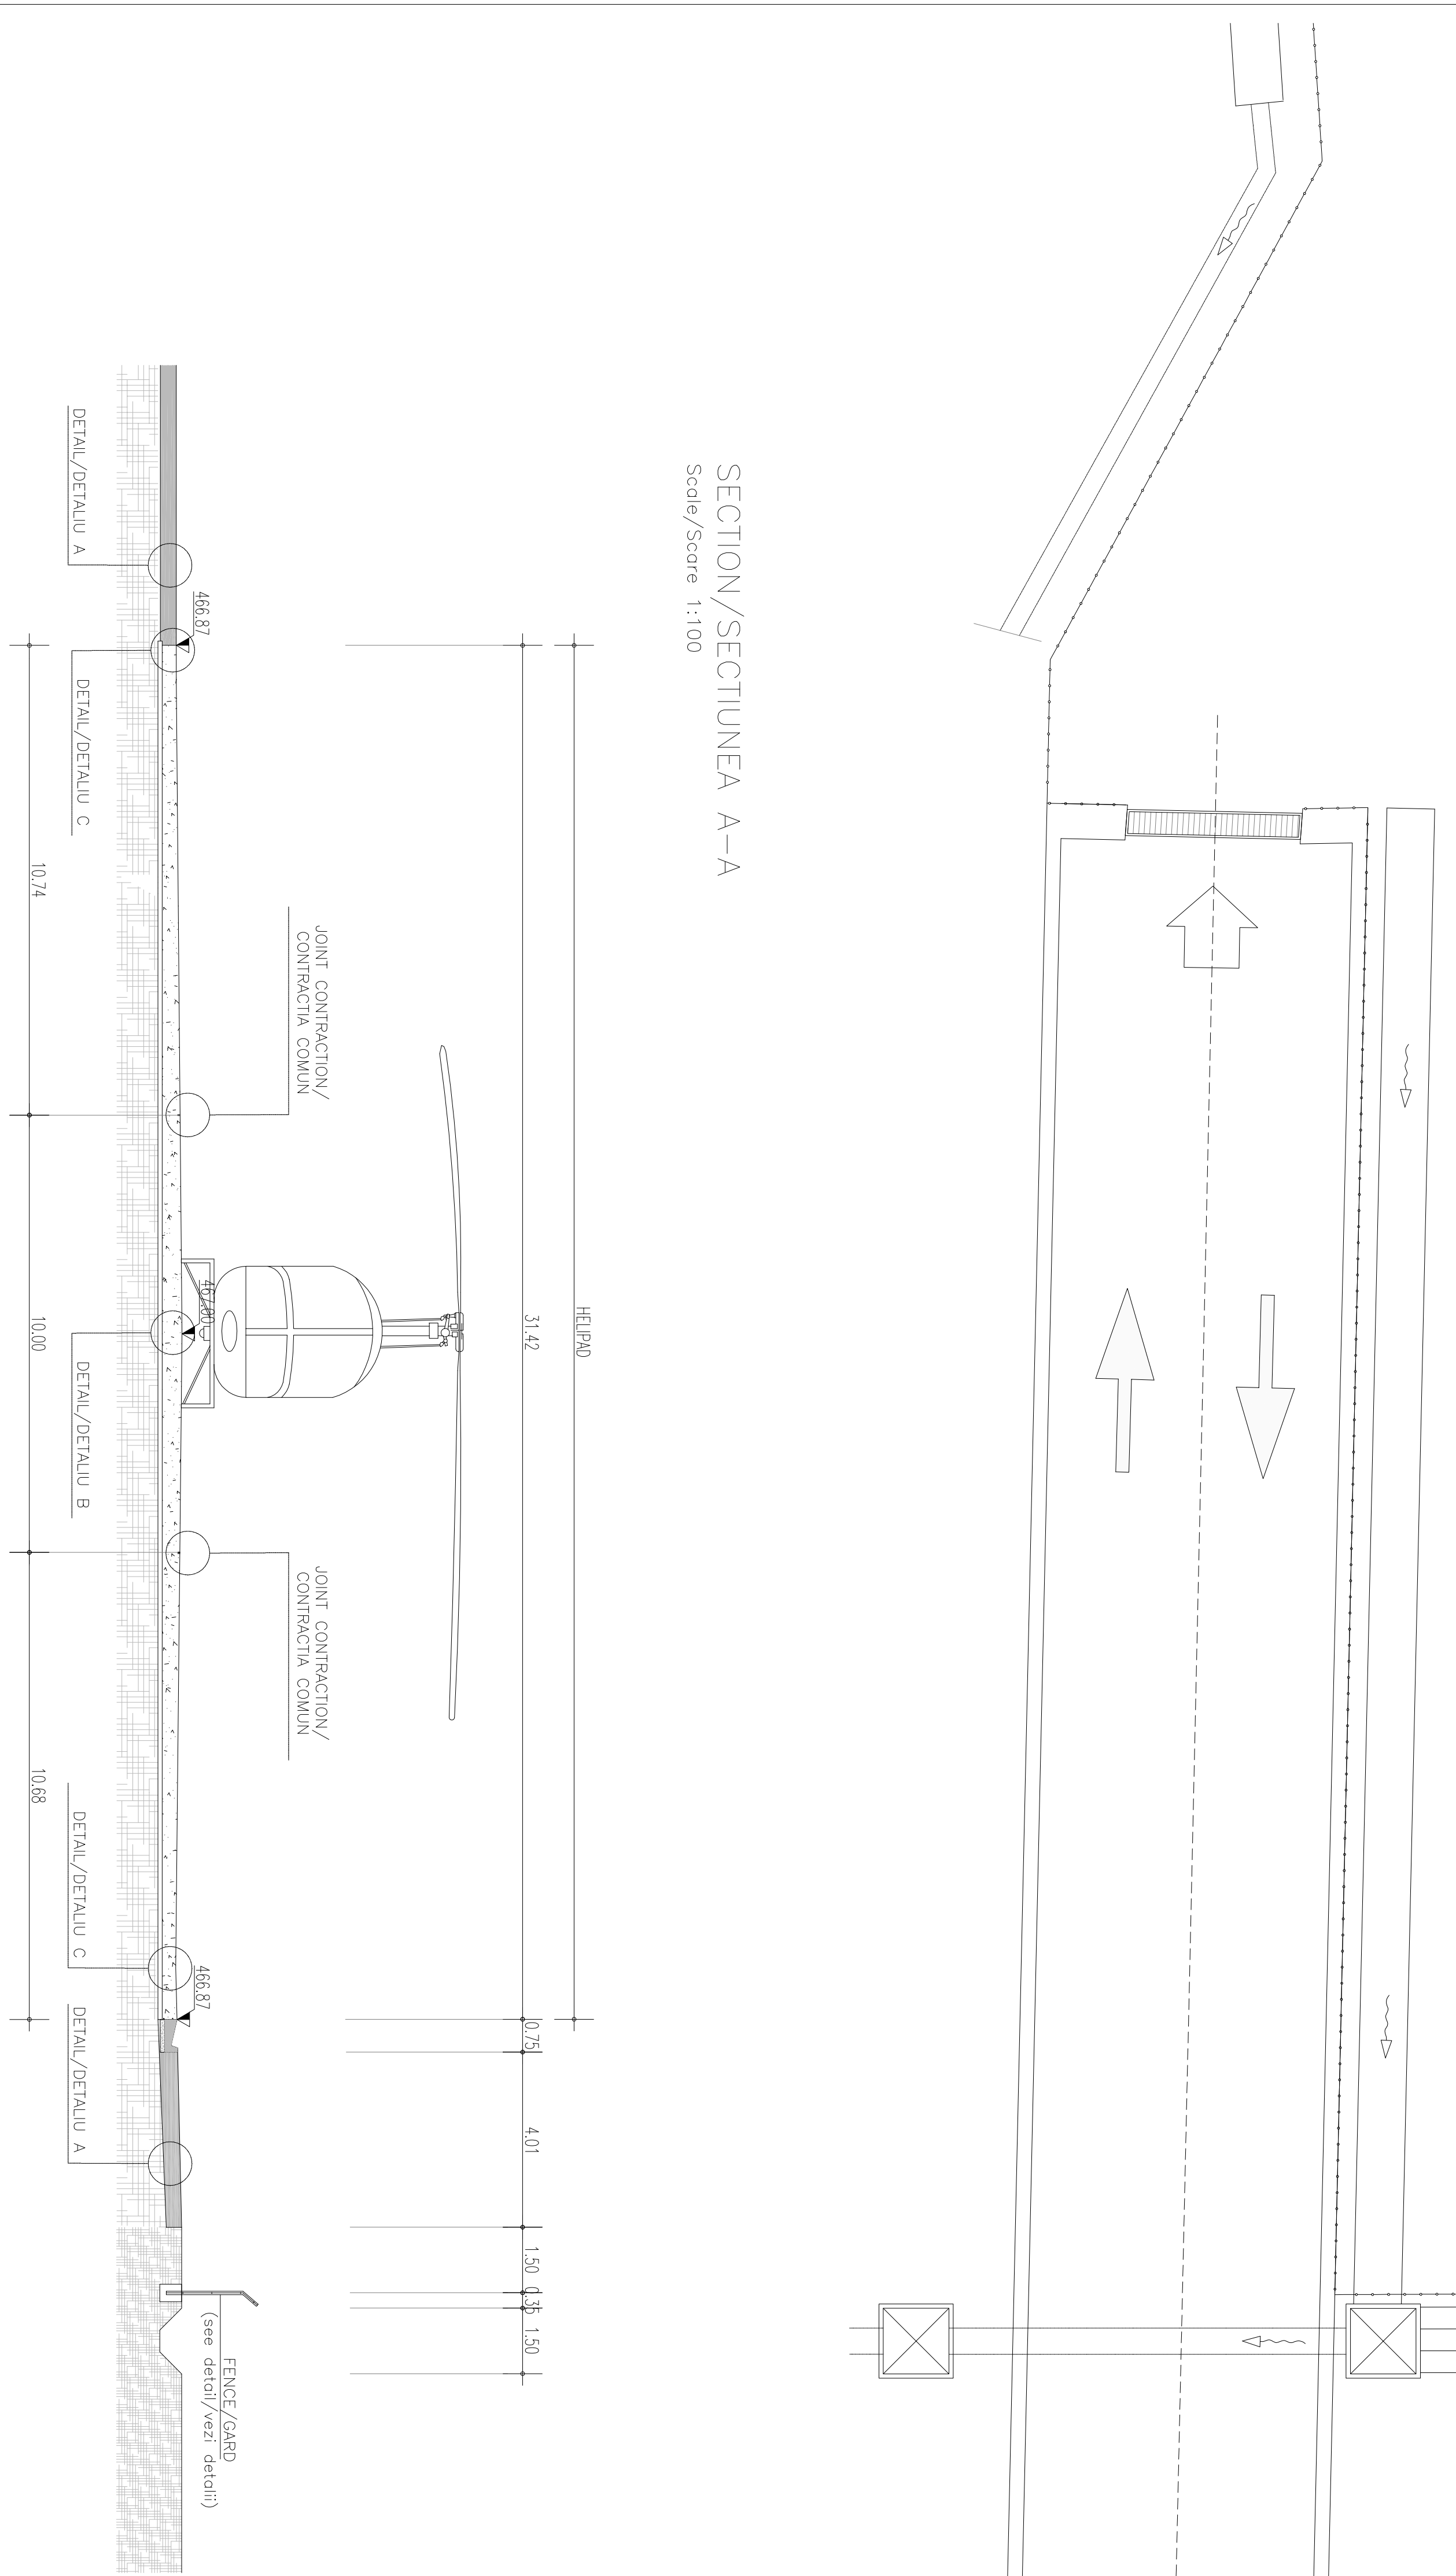 SECTION/SECTIUNEA A-A
Scale/Scare 1:100
HELIPAD
31.42
0.75
4.01
1.50
0.35
1.50
JOINT CONTRACTION/
CONTRACTIA COMUN
JOINT CONTRACTION/
CONTRACTIA COMUN
FENCE/GARD
(see detail/vezi detalii)
466.87
467.00
466.87
DETAIL/DETALIU A
DETAIL/DETALIU C
DETAIL/DETALIU B
DETAIL/DETALIU C
DETAIL/DETALIU A
10.74
10.00
10.68